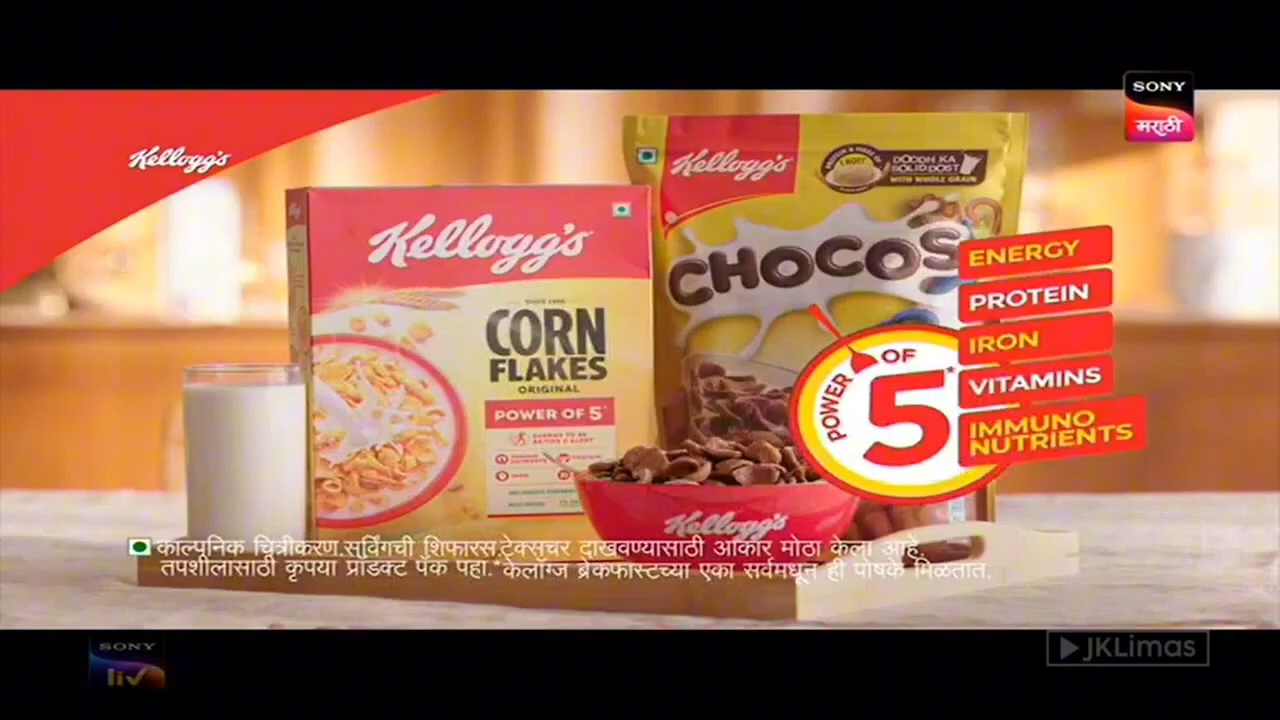 SONY
मराठी
Kellogg's
Kellogg's
DOODH KA
SOLID DOST
WITH WHOLE GRAIN
CHOCOS
Kellogg's
CORN
FLAKES
ORIGINAL
POWER OF 5*
ENERGY
PROTEIN
IRON
VITAMINS
IMMUNO
NUTRIENTS
POWER OF
5*
Kellogg's
काल्पनिक चित्रीकरण.सर्विंगची शिफारस.टेक्सचर दाखवण्यासाठी आकार मोठा केला आहे.
तपशीलासाठी कृपया प्रॉडक्ट पॅक पहा.*केलॉग्ज ब्रेकफास्टच्या एका सर्वमधून ही पोषके मिळतात.
SONY
liv
JKLimas